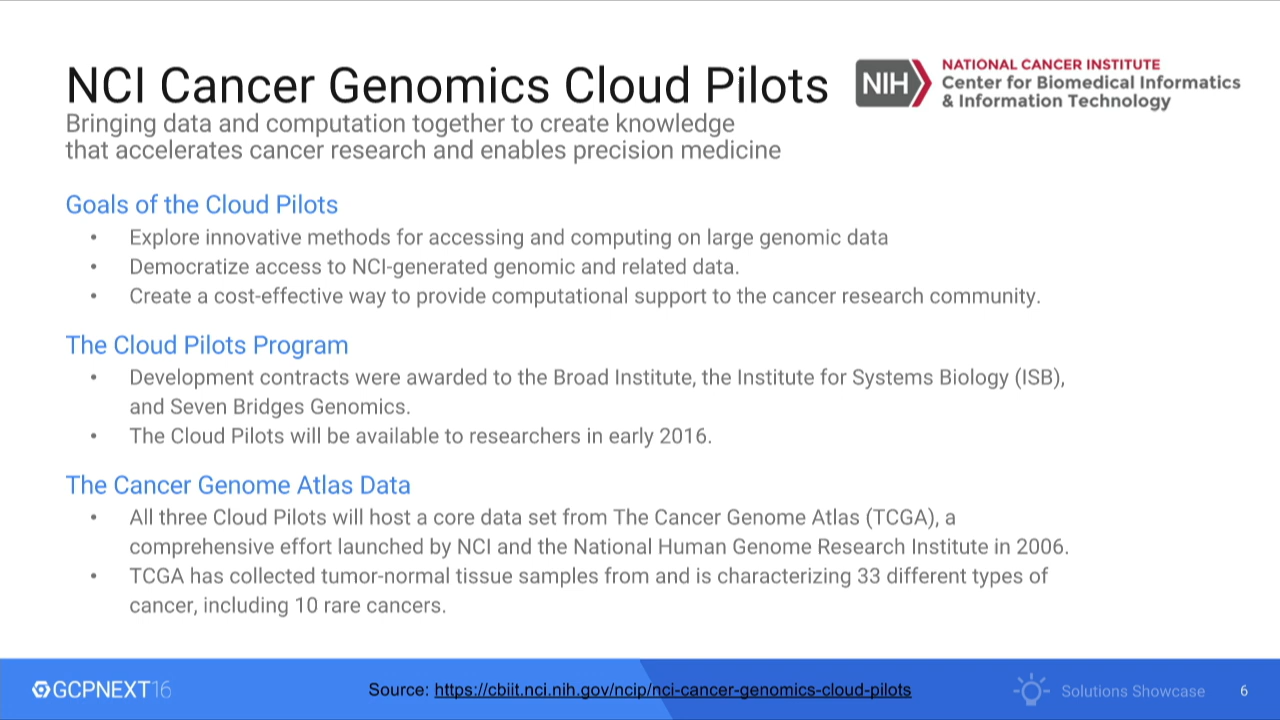 NCI Cancer Genomics Cloud Pilots
NIH
NATIONAL CANCER INSTITUTE
Center for Biomedical Informatics
& Information Technology
Bringing data and computation together to create knowledge
that accelerates cancer research and enables precision medicine
Goals of the Cloud Pilots
• Explore innovative methods for accessing and computing on large genomic data
• Democratize access to NCI-generated genomic and related data.
• Create a cost-effective way to provide computational support to the cancer research community.
The Cloud Pilots Program
• Development contracts were awarded to the Broad Institute, the Institute for Systems Biology (ISB),
and Seven Bridges Genomics.
• The Cloud Pilots will be available to researchers in early 2016.
The Cancer Genome Atlas Data
• All three Cloud Pilots will host a core data set from The Cancer Genome Atlas (TCGA), a
comprehensive effort launched by NCI and the National Human Genome Research Institute in 2006.
• TCGA has collected tumor-normal tissue samples from and is characterizing 33 different types of
cancer, including 10 rare cancers.
GCPNEXT16
Source: https://cbiit.nci.nih.gov/ncip/nci-cancer-genomics-cloud-pilots
Solutions Showcase
6